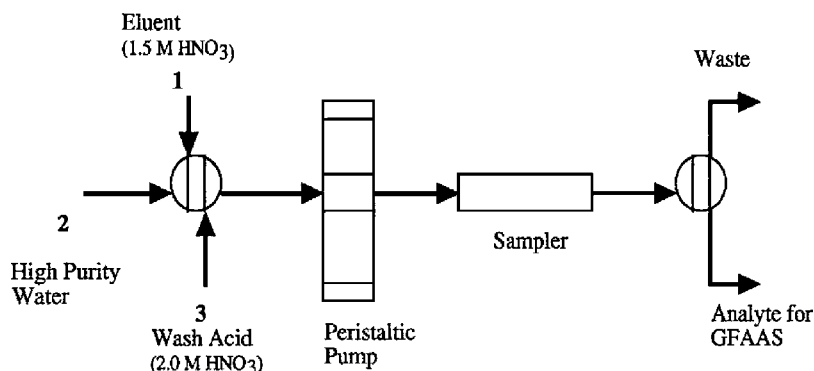 Eluent
(1.5 M HNO3)
1
Waste
2
High Purity
Water
3
Wash Acid
(2.0 M HNO3)
Peristaltic
Pump
Sampler
Analyte for
GFAAS